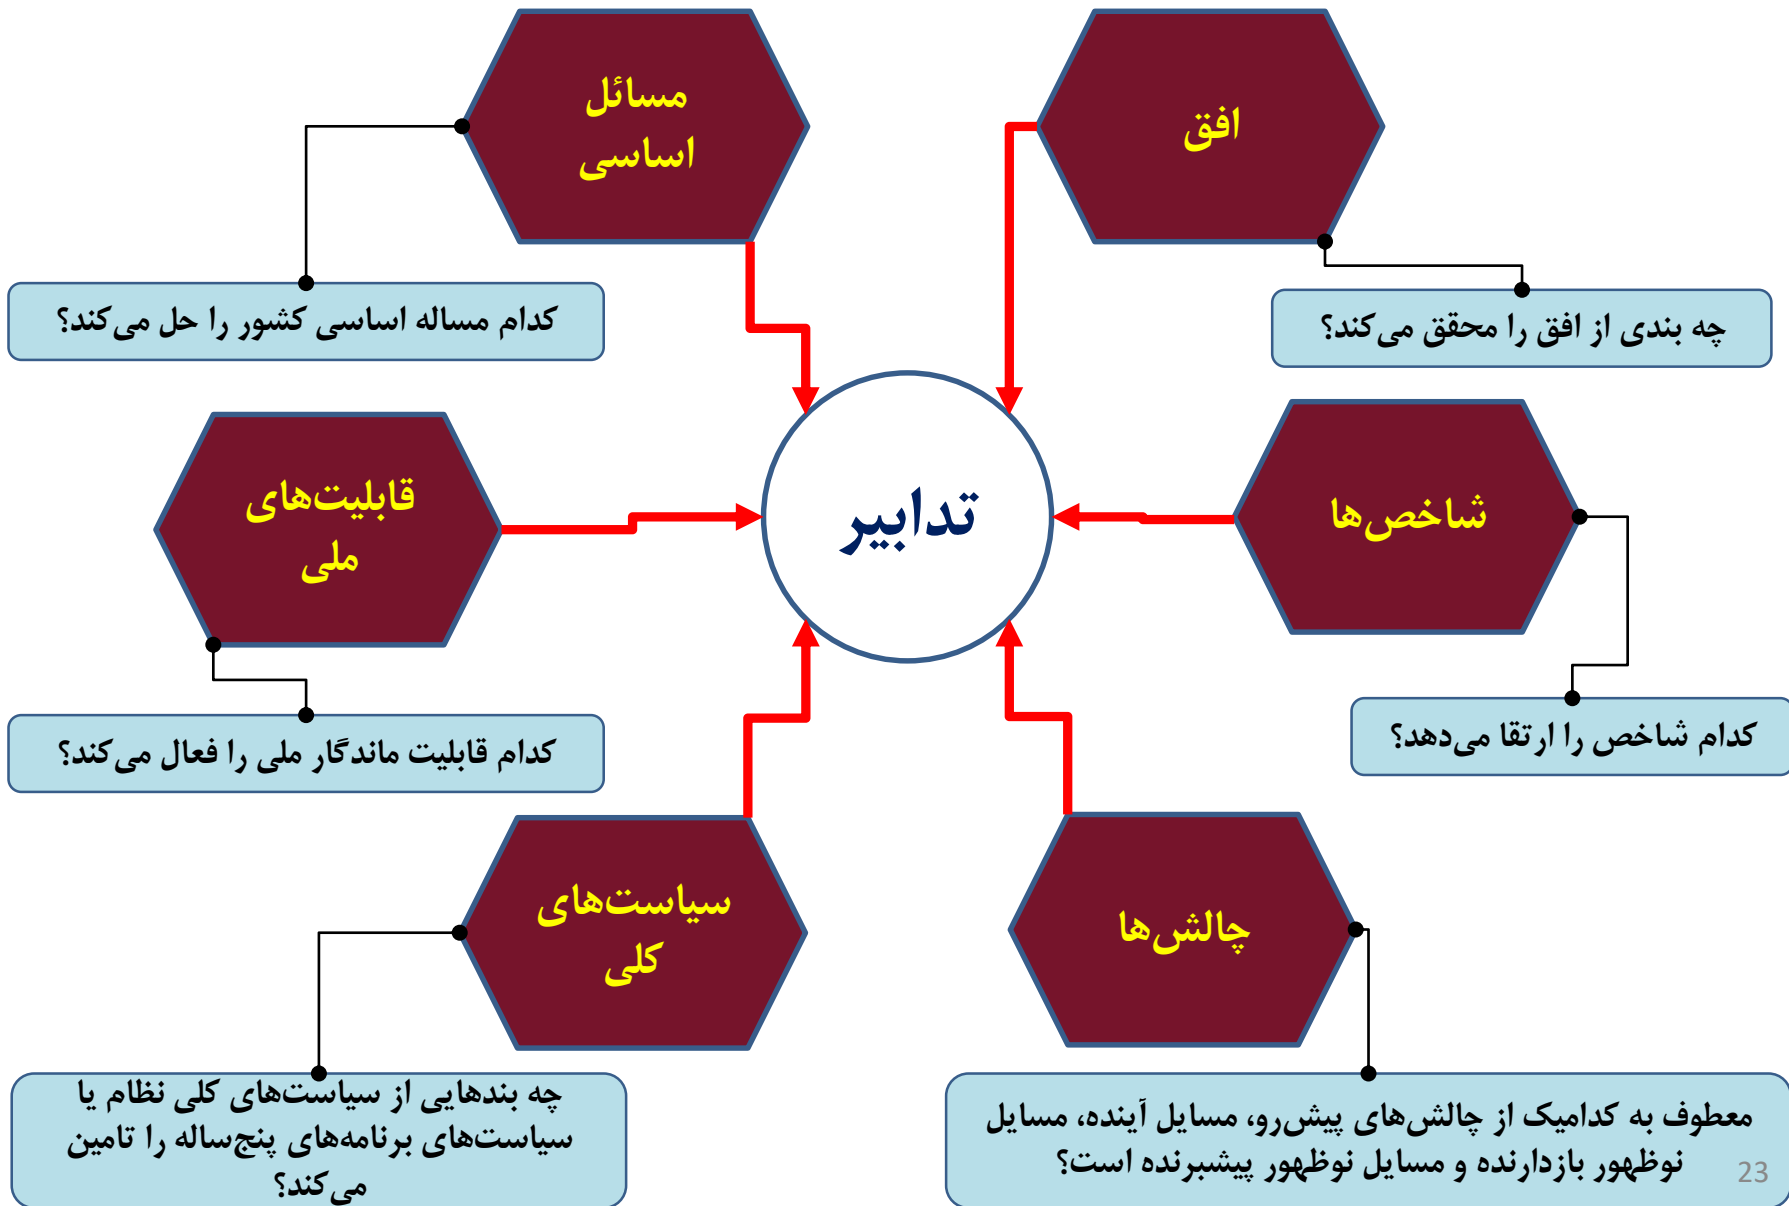 افق
چه بندی از افق را محقق می‌کند؟
مسائل
اساسی
کدام مساله اساسی کشور را حل می‌کند؟
شاخص‌ها
کدام شاخص را ارتقا می‌دهد؟
تدابیر
قابلیت‌های
ملی
کدام قابلیت ماندگار ملی را فعال می‌کند؟
چالش‌ها
معطوف به کدامیک از چالش‌های پیش‌رو، مسایل آینده، مسایل
نوظهور بازدارنده و مسایل نوظهور پیشبرنده است؟
سیاست‌های
کلی
چه بندهایی از سیاست‌های کلی نظام یا
سیاست‌های برنامه‌های پنج‌ساله را تامین
می‌کند؟
23